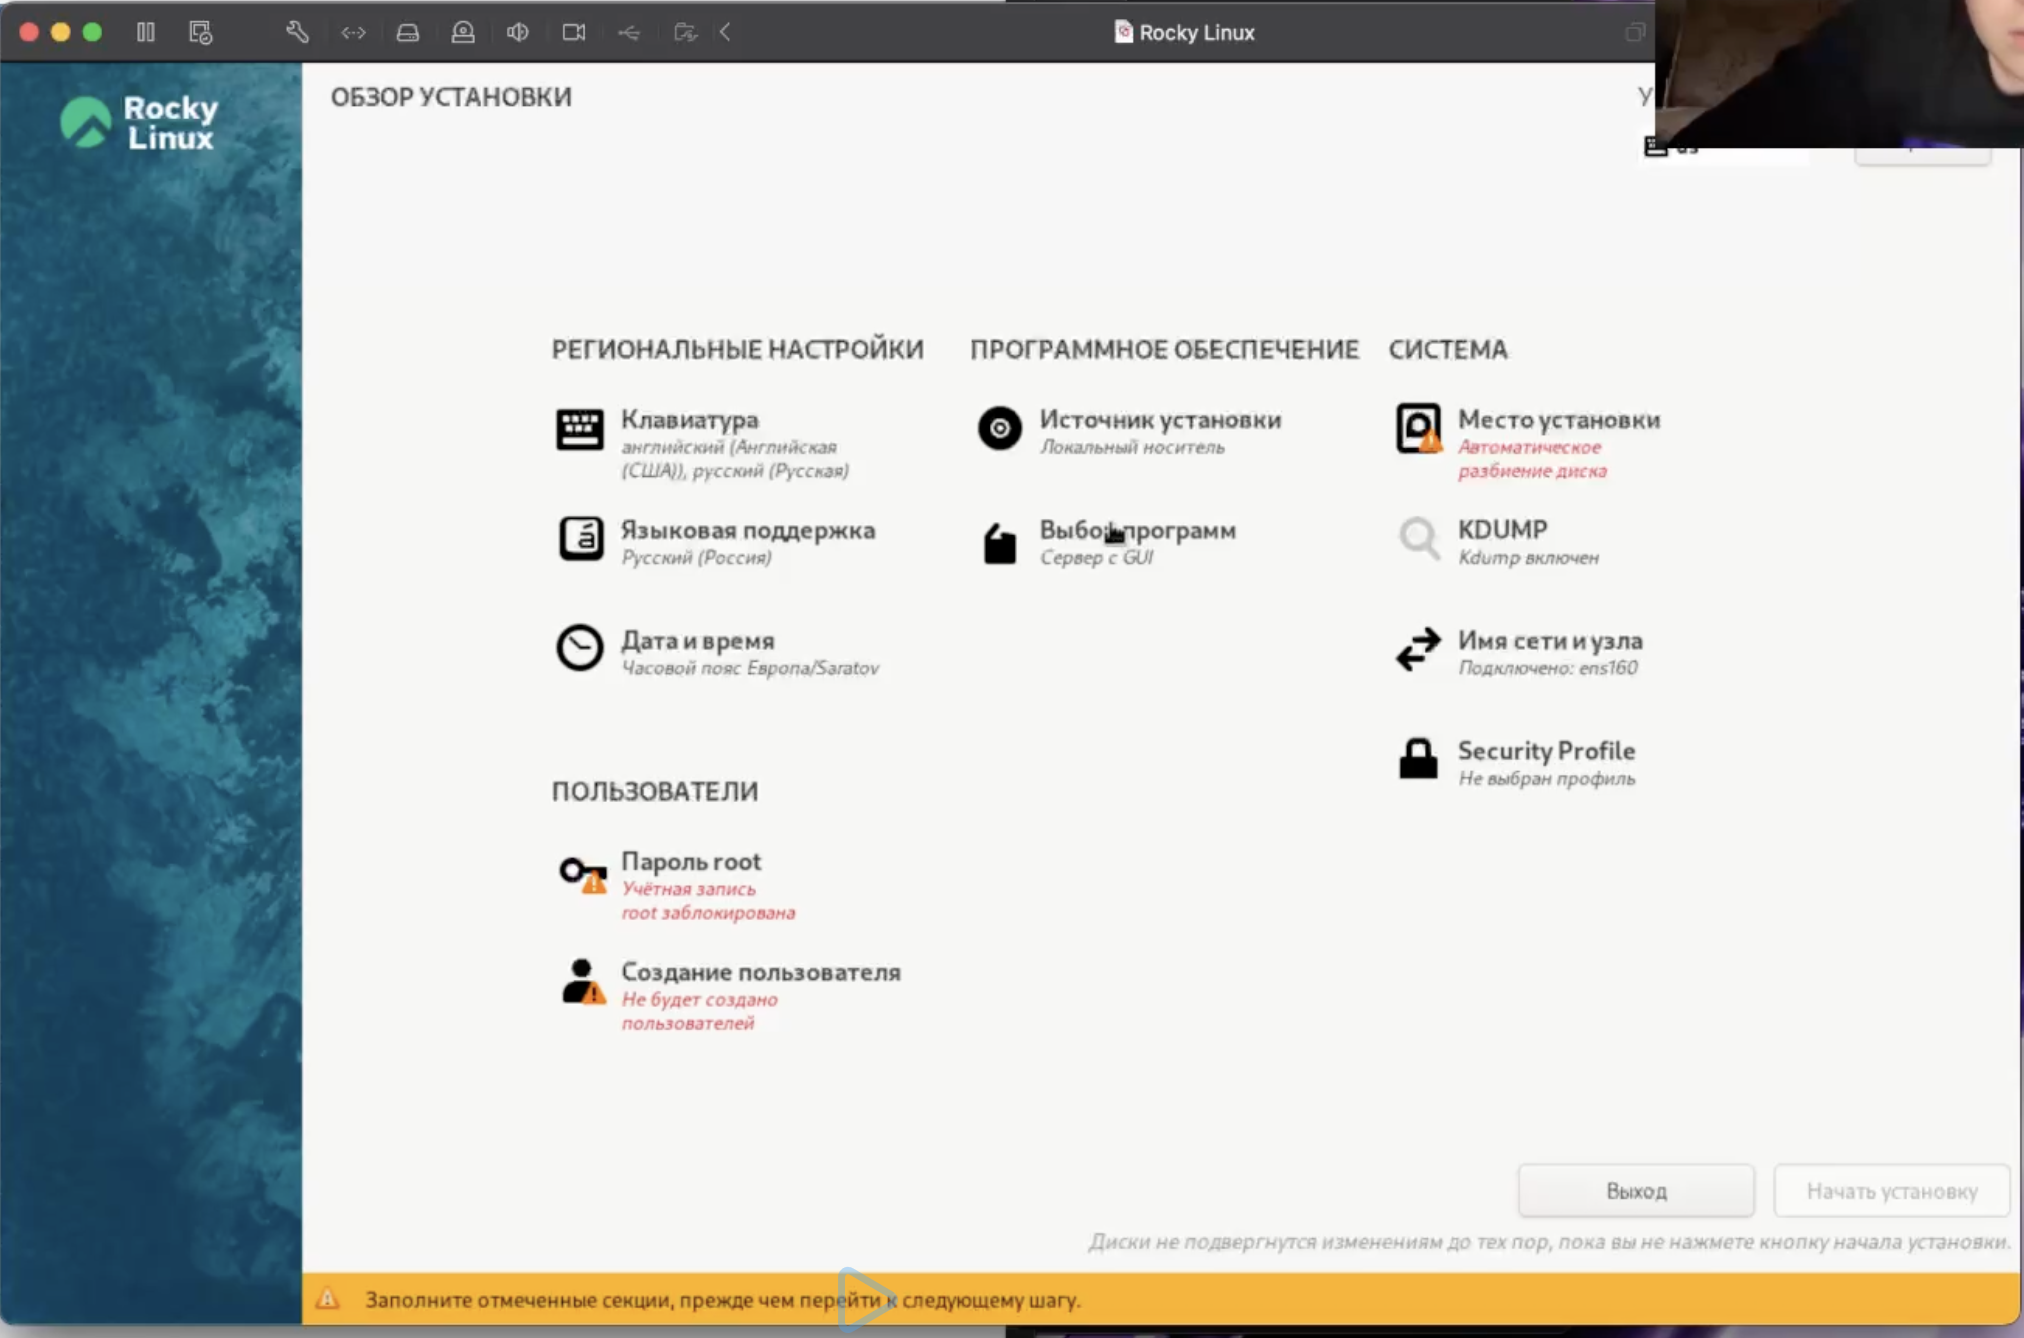 Rocky Linux
Rocky
Linux
ОБЗОР УСТАНОВКИ
РЕГИОНАЛЬНЫЕ НАСТРОЙКИ
Клавиатура
английский (Английская
(США)), русский (Русская)
Языковая поддержка
Русский (Россия)
Дата и время
Часовой пояс Европа/Saratov
ПРОГРАММНОЕ ОБЕСПЕЧЕНИЕ
Источник установки
Локальный носитель
Выбор программ
Сервер с GUI
СИСТЕМА
Место установки
Автоматическое
разбиение диска
KDUMP
Kdump включен
Имя сети и узла
Подключено: ens160
Security Profile
Не выбран профиль
ПОЛЬЗОВАТЕЛИ
Пароль root
Учётная запись
root заблокирована
Создание пользователя
Не будет создано
пользователей
Выход
Начать установку
Диски не подвергнутся изменениям до тех пор, пока вы не нажмете кнопку начала установки.
Заполните отмеченные секции, прежде чем перейти к следующему шагу.